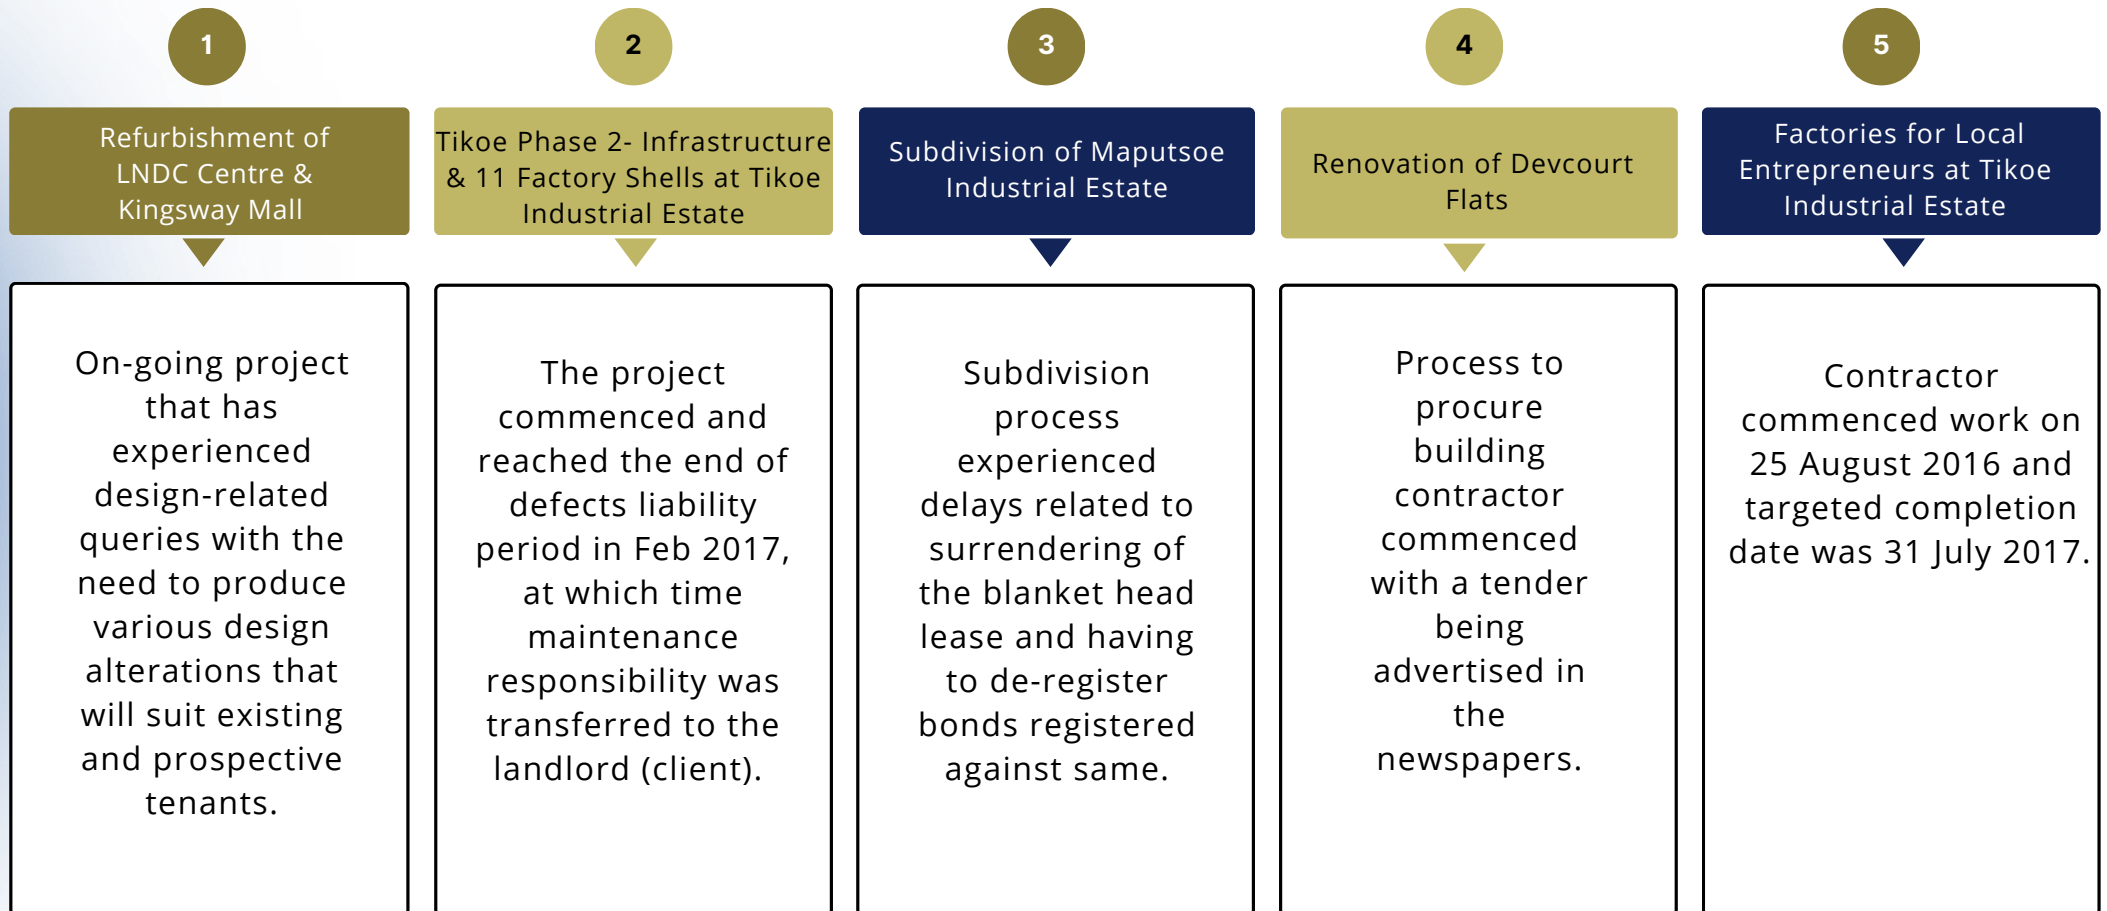 1
Refurbishment of
LNDC Centre &
Kingsway Mall
On-going project
that has
experienced
design-related
queries with the
need to produce
various design
alterations that
will suit existing
and prospective
tenants.
2
Tikoe Phase 2- Infrastructure
& 11 Factory Shells at Tikoe
Industrial Estate
The project
commenced and
reached the end of
defects liability
period in Feb 2017,
at which time
maintenance
responsibility was
transferred to the
landlord (client).
3
Subdivision of Maputsoe
Industrial Estate
Subdivision
process
experienced
delays related to
surrendering of
the blanket head
lease and having
to de-register
bonds registered
against same.
4
Renovation of Devcourt
Flats
Process to
procure
building
contractor
commenced
with a tender
being
advertised in
the
newspapers.
5
Factories for Local
Entrepreneurs at Tikoe
Industrial Estate
Contractor
commenced work on
25 August 2016 and
targeted completion
date was 31 July 2017.